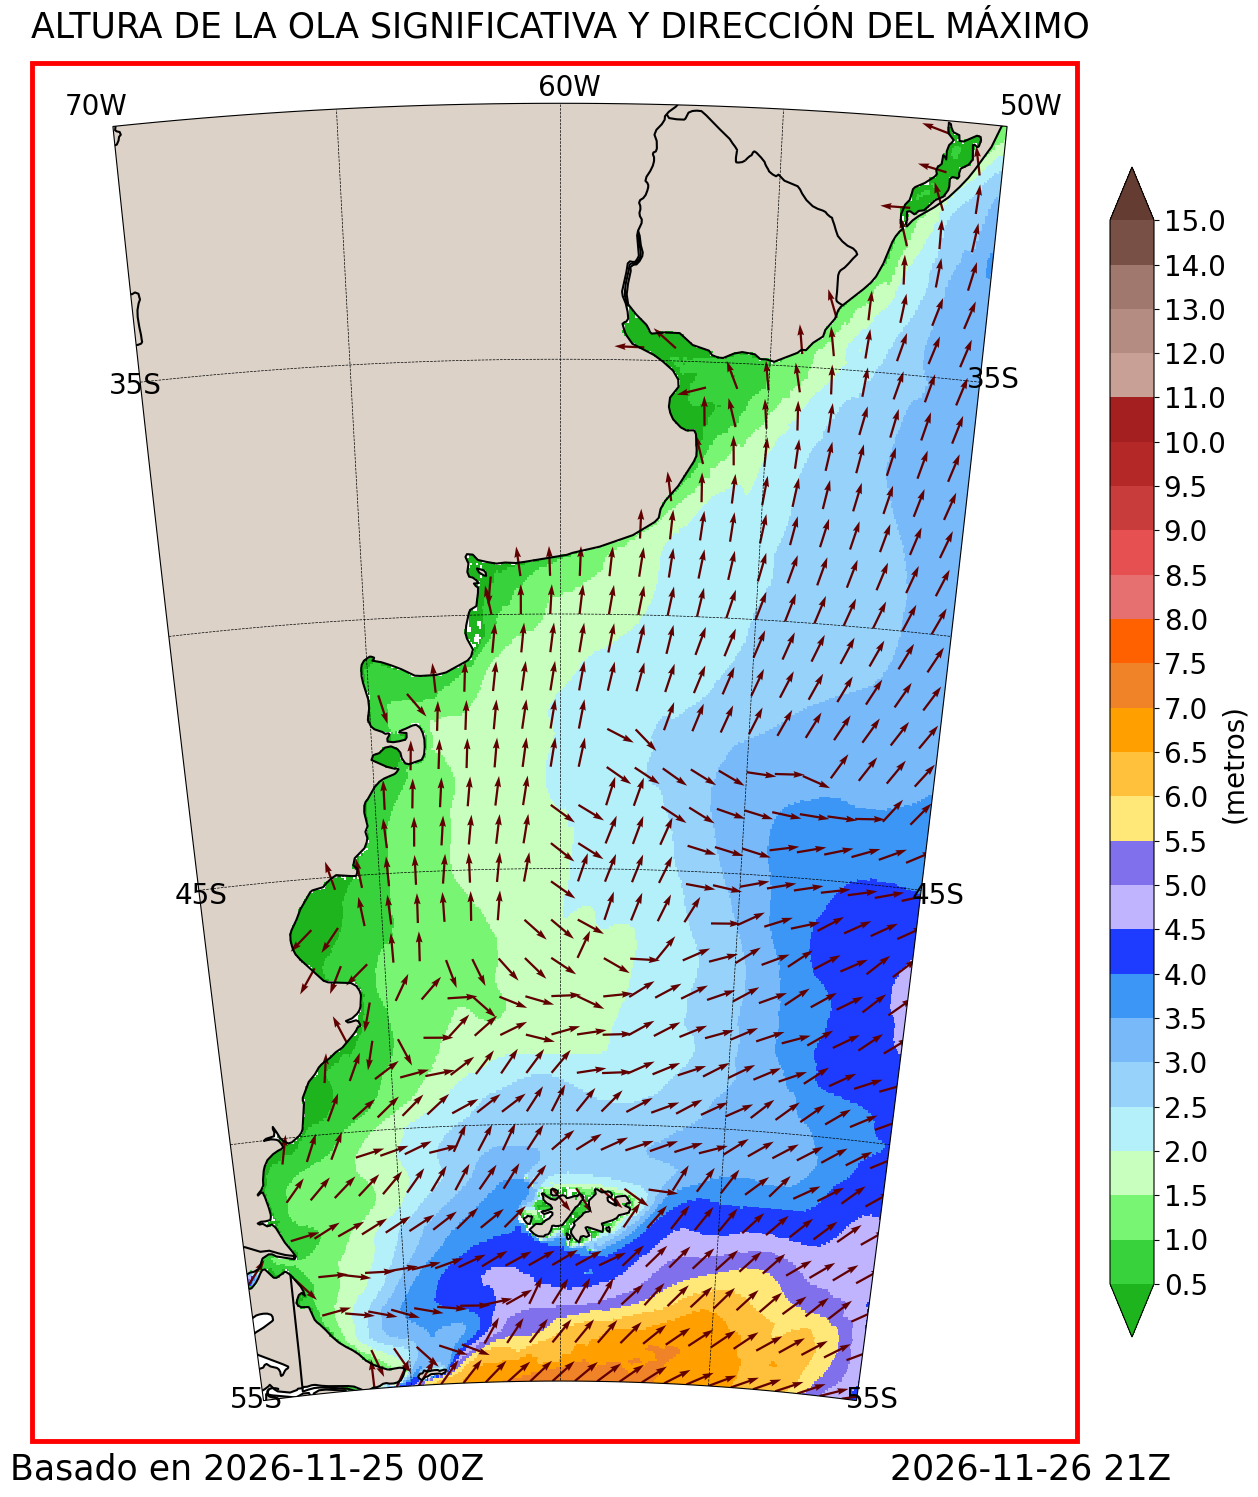 ALTURA DE LA OLA SIGNIFICATIVA Y DIRECCIÓN DEL MÁXIMO
70W
60W
50W
35S
35S
45S
45S
55S
55S
15.0
14.0
13.0
12.0
11.0
10.0
9.5
9.0
8.5
8.0
7.5
7.0
6.5
6.0
5.5
5.0
4.5
4.0
3.5
3.0
2.5
2.0
1.5
1.0
0.5
(metros)
Basado en 2026-11-25 00Z
2026-11-26 21Z